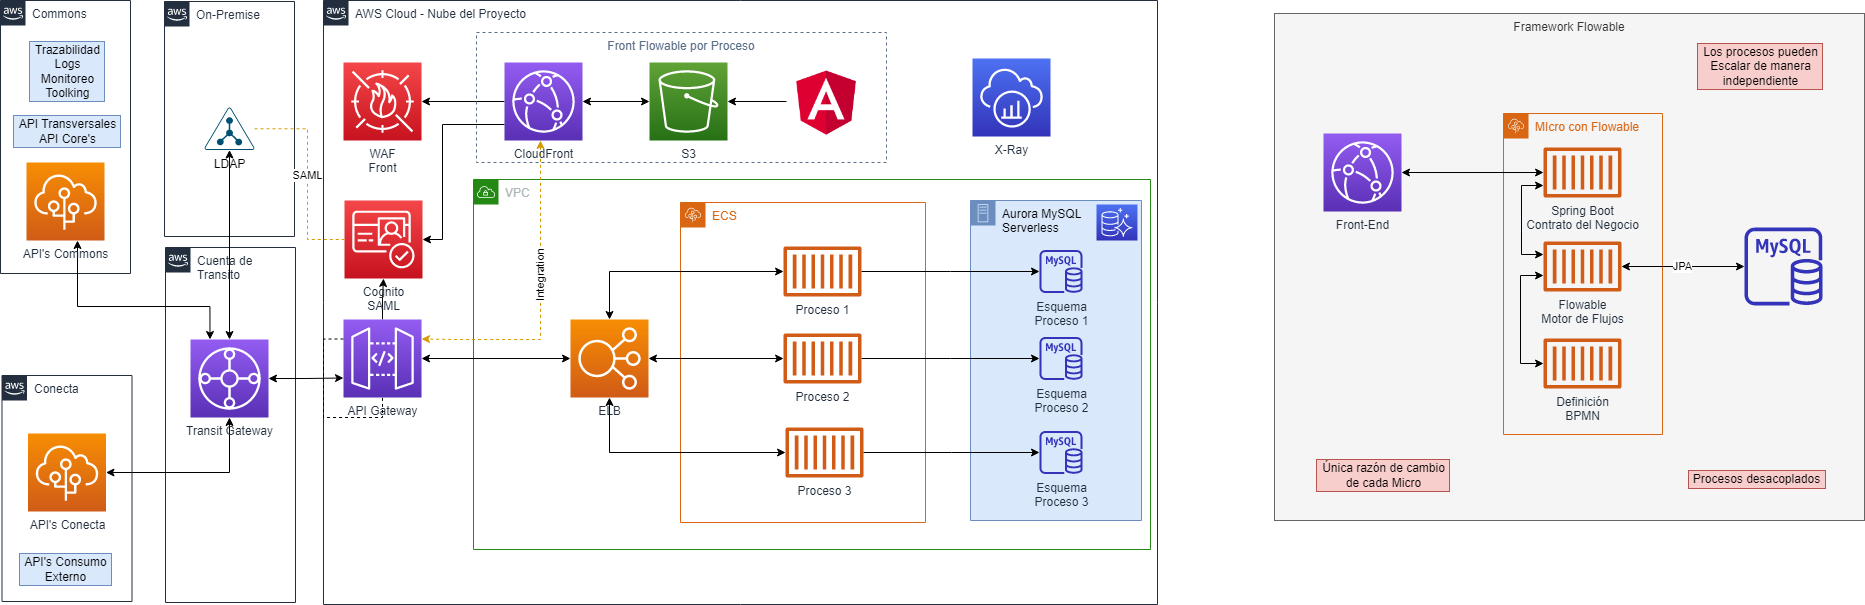 aws
Commons
Trazabilidad
Logs
Monitoreo
Toolking
API Transversales
API Core's
API's Commons
aws
Conecta
API's Conecta
API's Consumo
Externo
aws
On-Premise
LDAP
SAML
aws
Cuenta de
Transito
Transit Gateway
aws
AWS Cloud - Nube del Proyecto
Front Flowable por Proceso
WAF
Front
CloudFront
S3
X-Ray
Cognito
SAML
API Gateway
Integration
VPC
ELB
ECS
Proceso 1
Proceso 2
Proceso 3
Aurora MySQL
Serverless
MySQL
Esquema
Proceso 1
MySQL
Esquema
Proceso 2
MySQL
Esquema
Proceso 3
Framework Flowable
Los procesos pueden
Escalar de manera
independiente
Front-End
MIcro con Flowable
Spring Boot
Contrato del Negocio
Flowable
Motor de Flujos
Definición
BPMN
JPA
MySQL
Única razón de cambio
de cada Micro
Procesos desacoplados